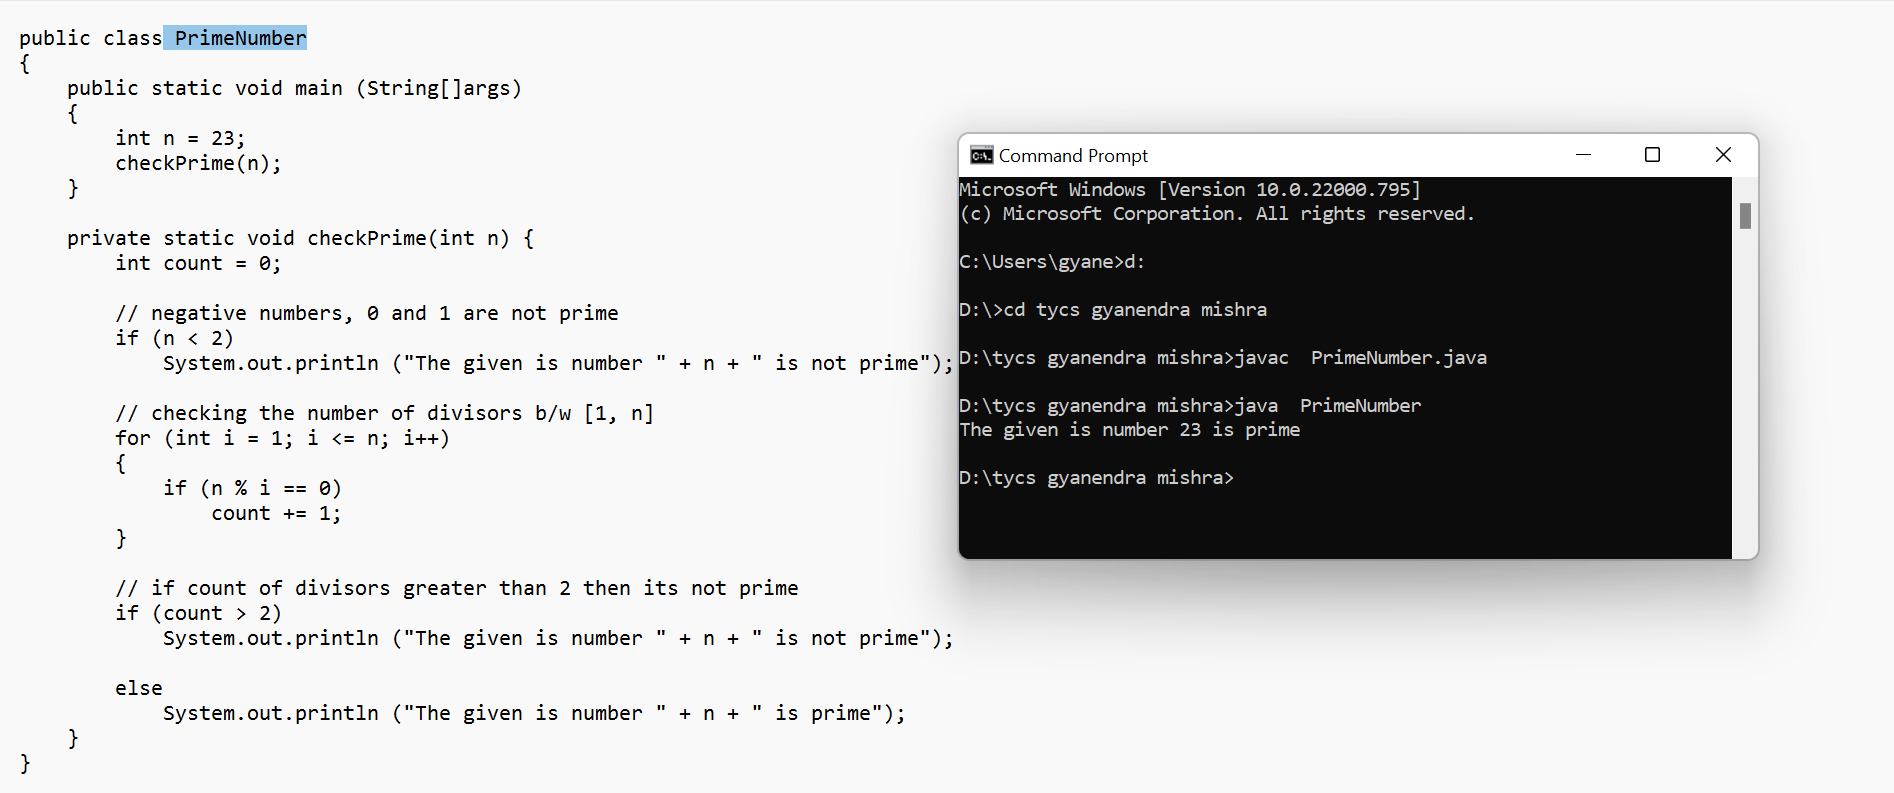 public class PrimeNumber
{
    public static void main (String[]args)
    {
        int n = 23;
        checkPrime(n);
    }
    private static void checkPrime(int n) {
        int count = 0;
        // negative numbers, 0 and 1 are not prime
        if (n < 2)
            System.out.println ("The given is number " + n + " is not prime");
        // checking the number of divisors b/w [1, n]
        for (int i = 1; i <= n; i++)
        {
            if (n % i == 0)
                count += 1;
        }
        // if count of divisors greater than 2 then its not prime
        if (count > 2)
            System.out.println ("The given is number " + n + " is not prime");
        else
            System.out.println ("The given is number " + n + " is prime");
    }
}
C:\. Command Prompt
Microsoft Windows [Version 10.0.22000.795]
(c) Microsoft Corporation. All rights reserved.
C:\Users\gyane>d:
D:\>cd tycs gyanendra mishra
D:\tycs gyanendra mishra>javac  PrimeNumber.java
D:\tycs gyanendra mishra>java  PrimeNumber
The given is number 23 is prime
D:\tycs gyanendra mishra>